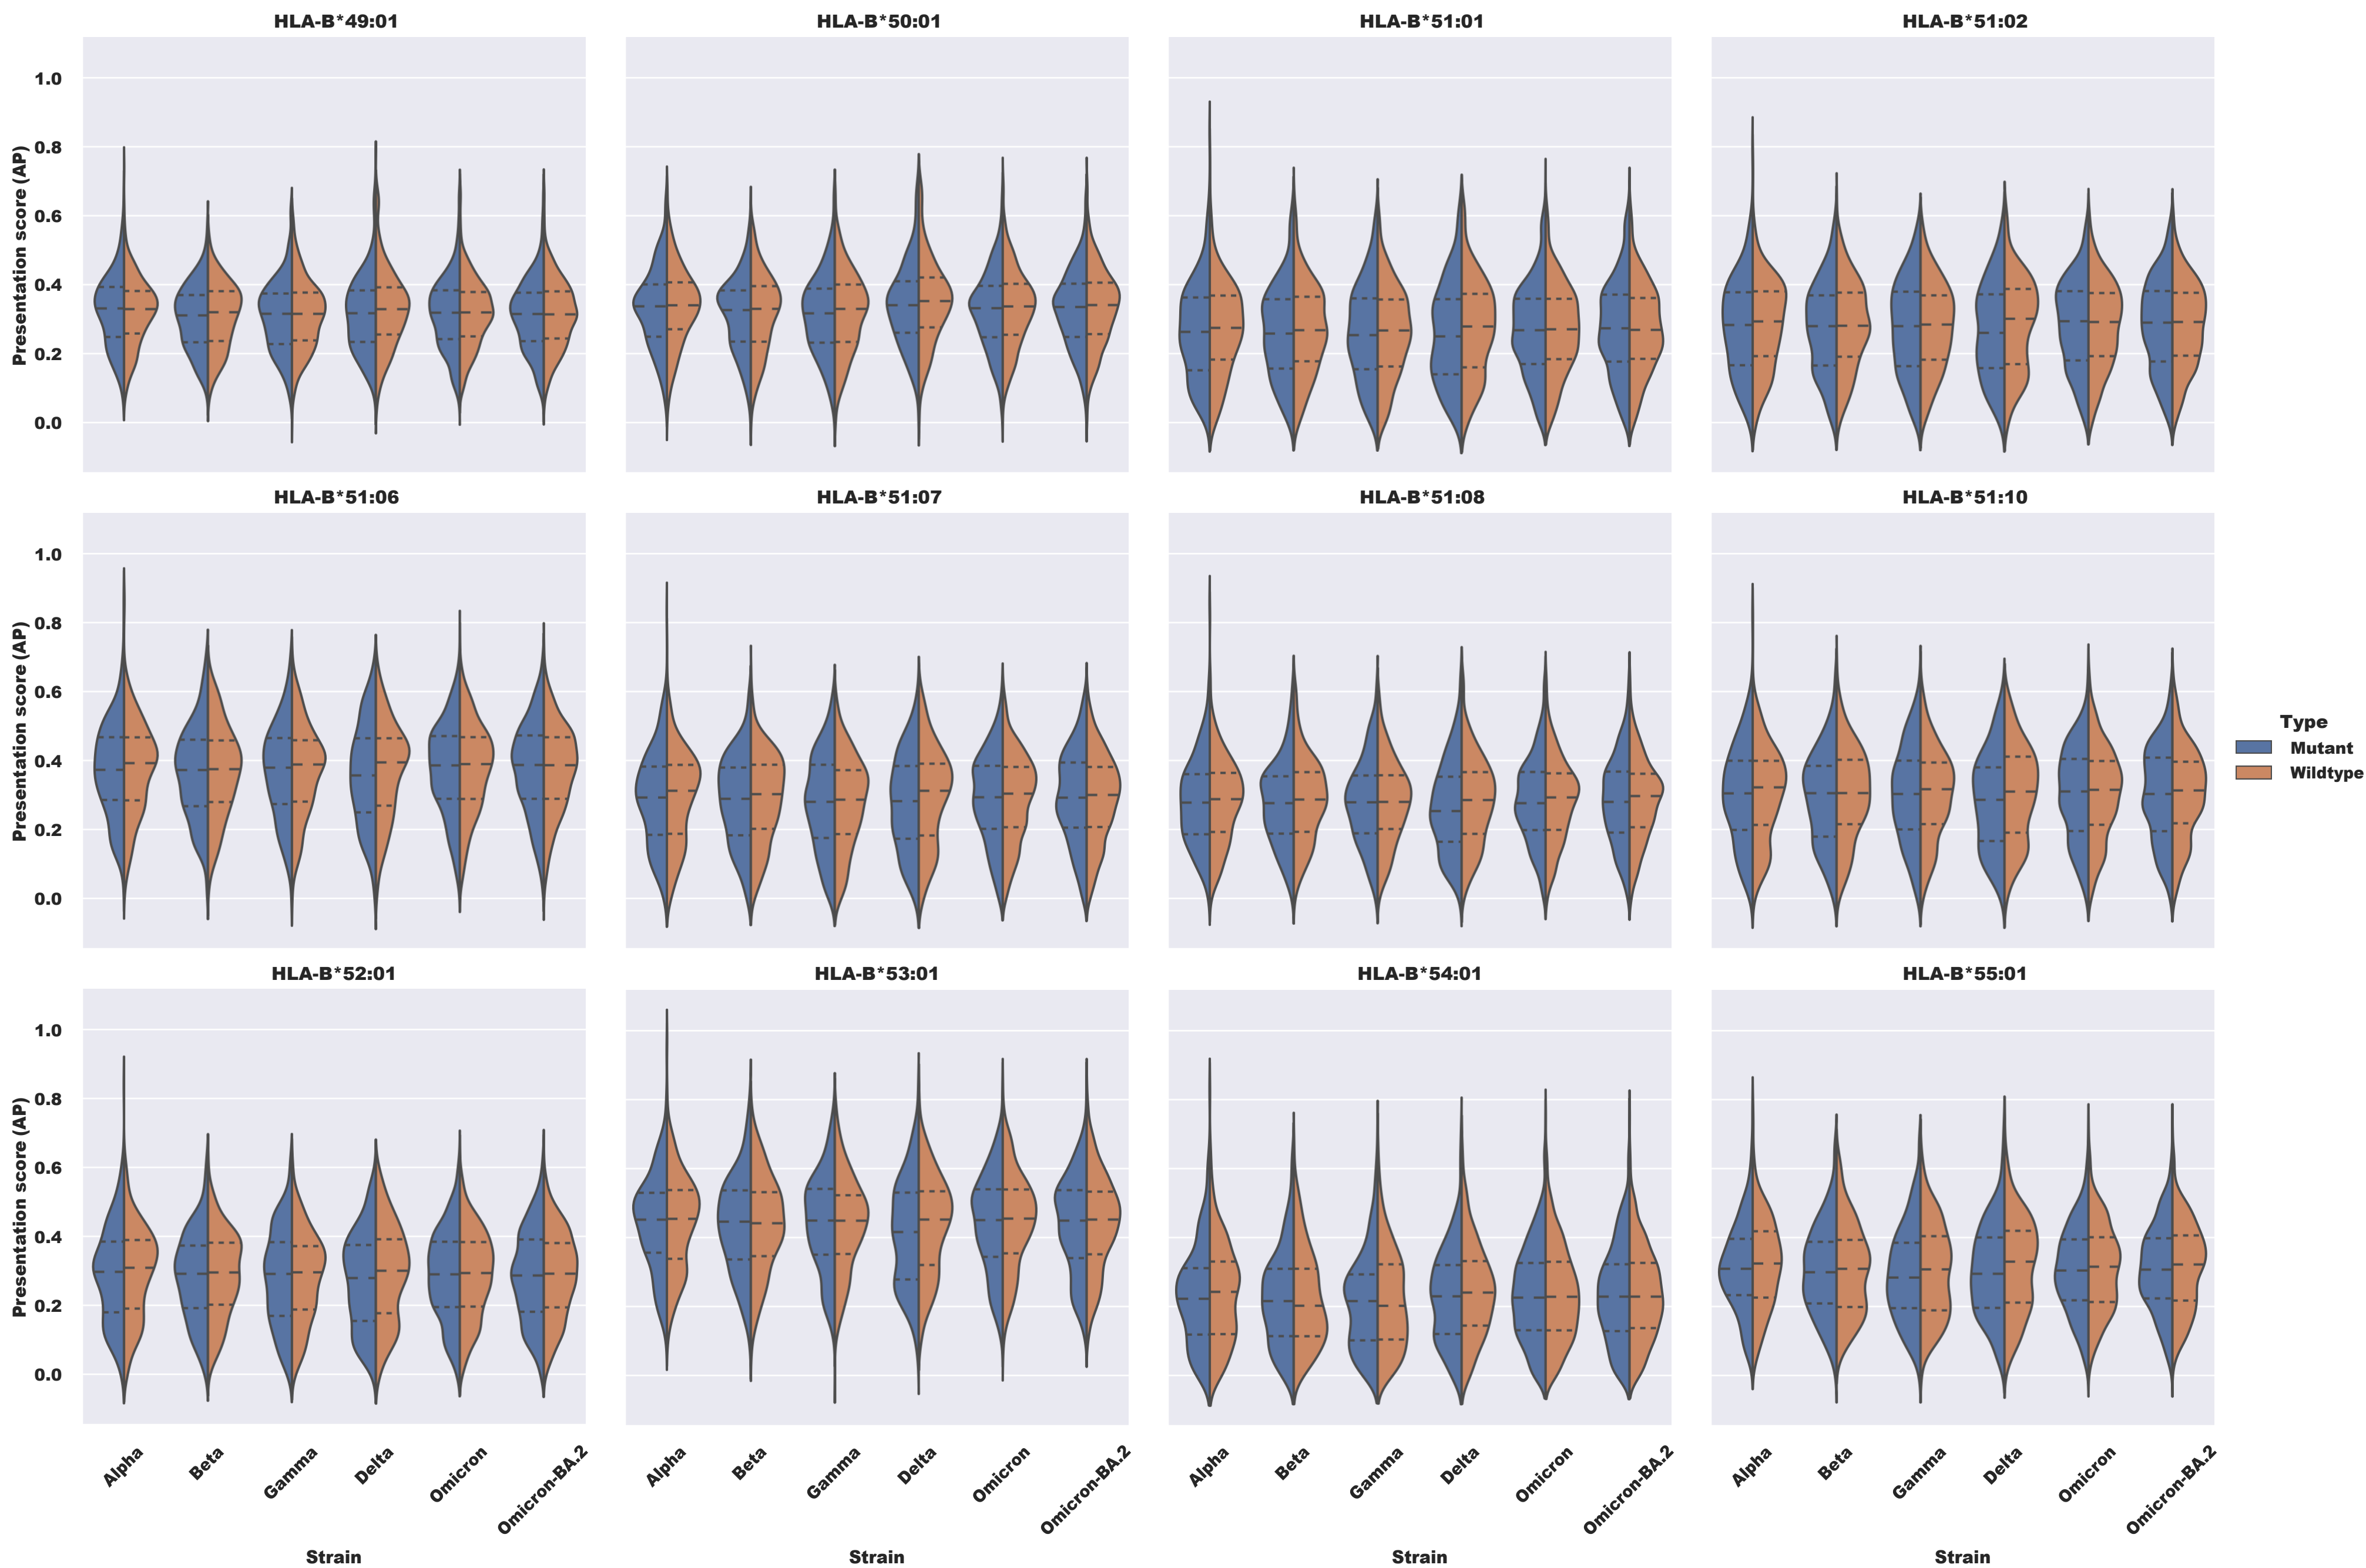 HLA-B*49:01 HLA-B*50:01 HLA-B*51:01 HLA-B*51:02
Presentation score (AP)
1.0
0.8
0.6
0.4
0.2
0.0
HLA-B*51:06 HLA-B*51:07 HLA-B*51:08 HLA-B*51:10
Presentation score (AP)
1.0
0.8
0.6
0.4
0.2
0.0
Type
Mutant
Wildtype
HLA-B*52:01 HLA-B*53:01 HLA-B*54:01 HLA-B*55:01
Presentation score (AP)
1.0
0.8
0.6
0.4
0.2
0.0
Alpha Beta Gamma Delta Omicron Omicron-BA.2 Alpha Beta Gamma Delta Omicron Omicron-BA.2 Alpha Beta Gamma Delta Omicron Omicron-BA.2 Alpha Beta Gamma Delta Omicron Omicron-BA.2
Strain Strain Strain Strain